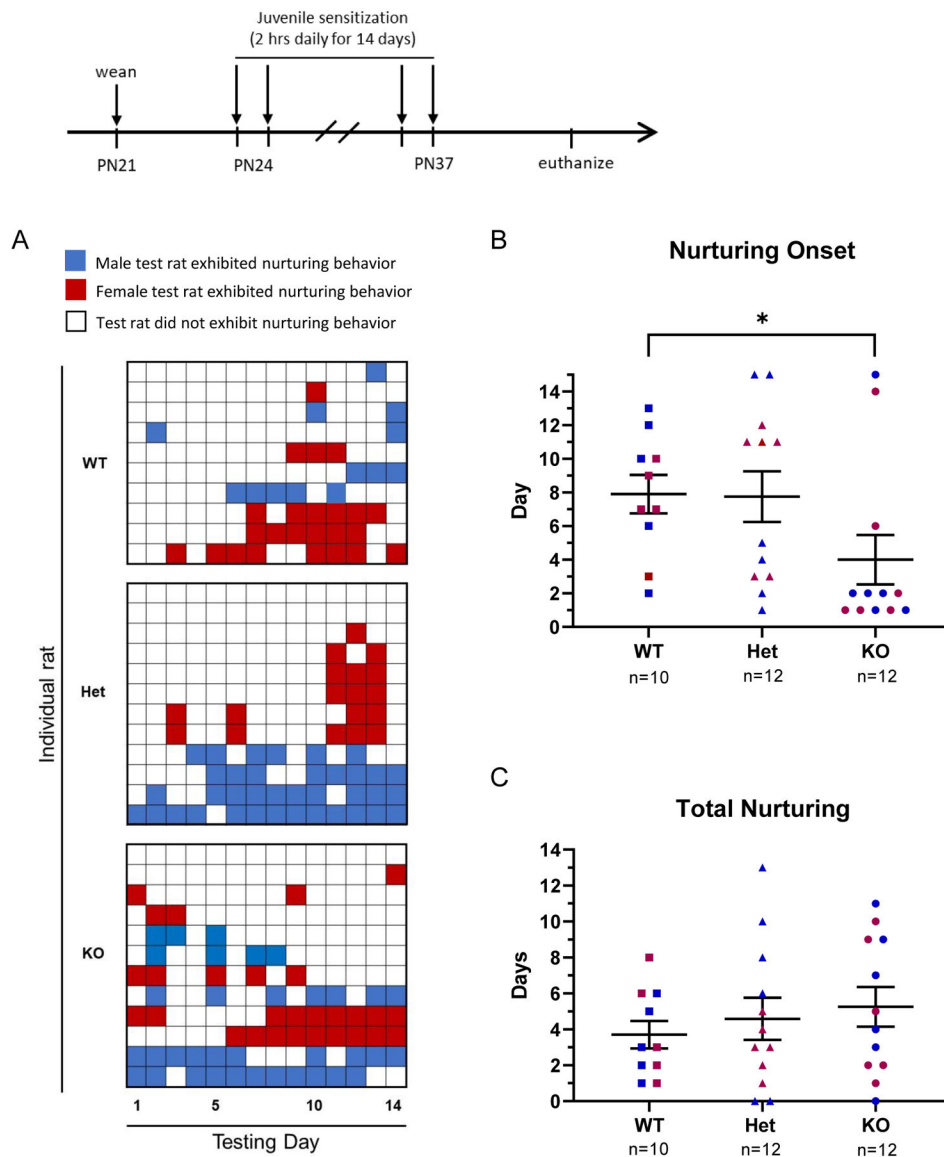 Juvenile sensitization
(2 hrs daily for 14 days)
wean
PN21
PN24
PN37
euthanize
A
Male test rat exhibited nurturing behavior
Female test rat exhibited nurturing behavior
Test rat did not exhibit nurturing behavior
WT
Het
KO
Individual rat
1
5
10
14
Testing Day
B
Nurturing Onset
*
14
12
10
8
6
4
2
0
Day
WT
Het
KO
n=10
n=12
n=12
C
Total Nurturing
14
12
10
8
6
4
2
0
Days
WT
Het
KO
n=10
n=12
n=12